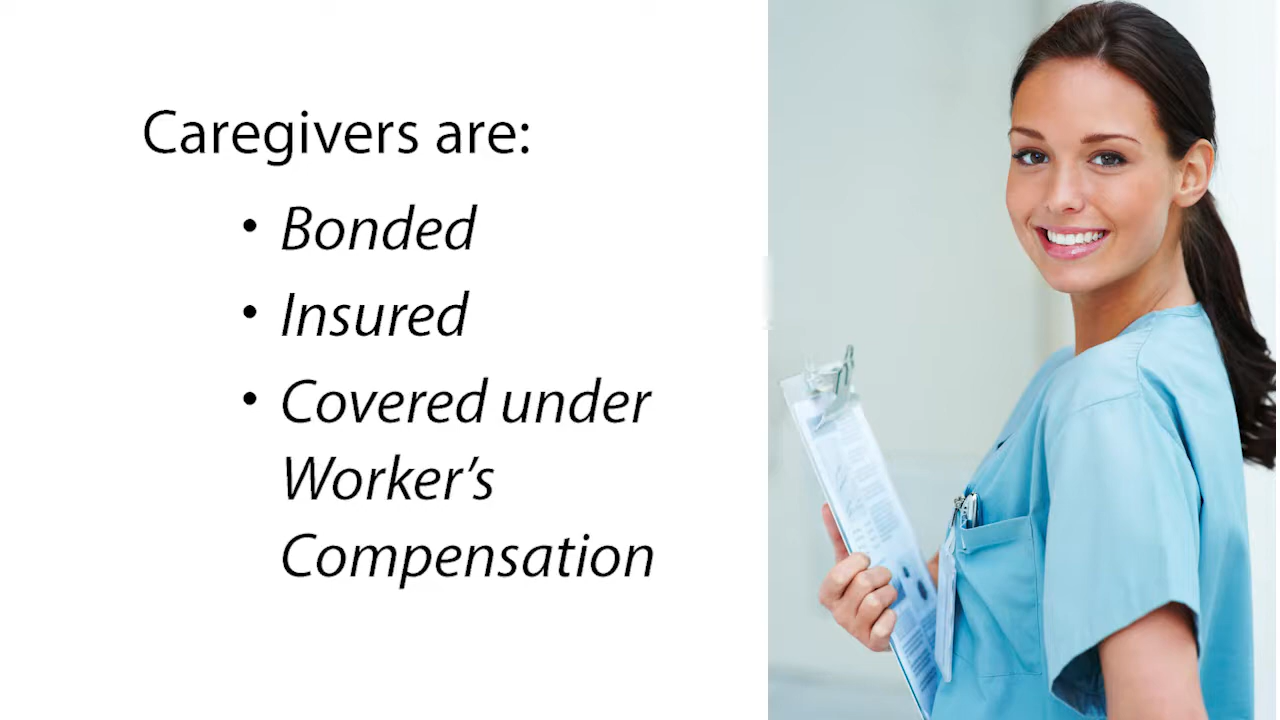 Caregivers are:
• Bonded
• Insured
• Covered under
Worker’s
Compensation